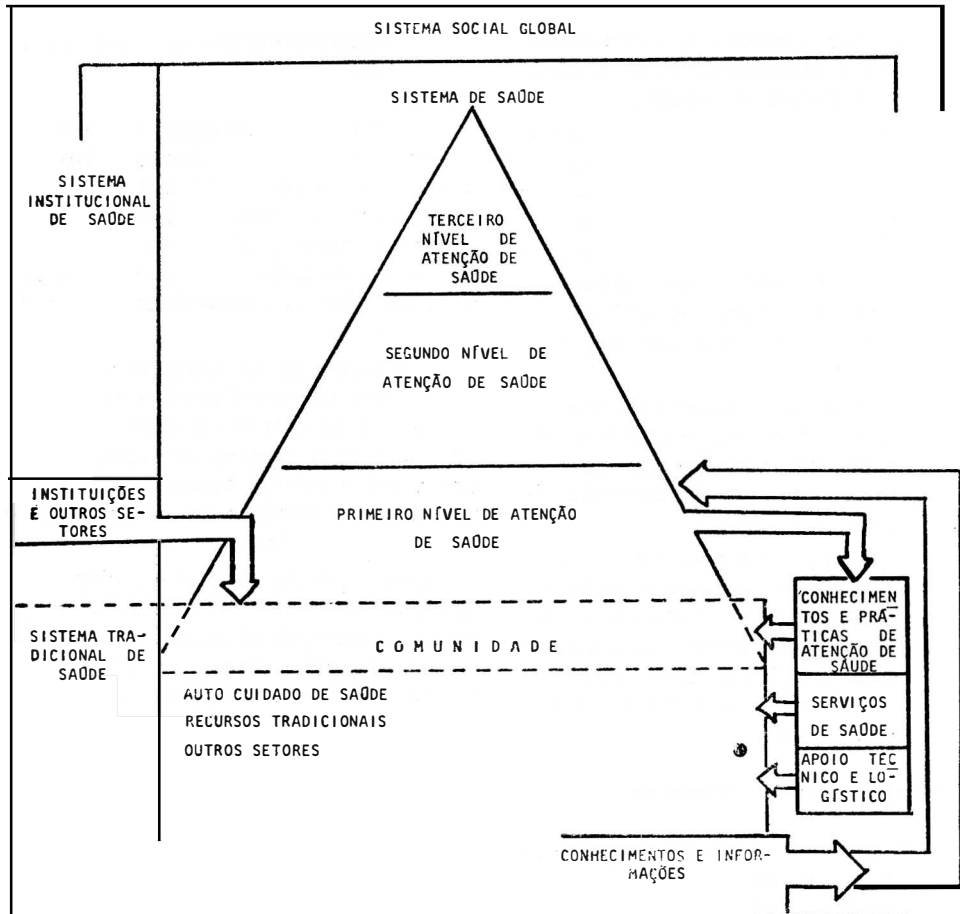 SISTEMA SOCIAL GLOBAL
SISTEMA DE SAÚDE
SISTEMA
INSTITUCIONAL
DE SAÚDE
TERCEIRO
NÍVEL DE
ATENÇÃO DE
SAÚDE
SEGUNDO NÍVEL DE
ATENÇÃO DE SAÚDE
INSTITUIÇÕES
E OUTROS SE-
TORES
PRIMEIRO NÍVEL DE ATENÇÃO
DE SAÚDE
SISTEMA TRA-
DICIONAL DE
SAÚDE
COMUNIDADE
AUTO CUIDADO DE SAÚDE
RECURSOS TRADICIONAIS
OUTROS SETORES
CONHECIMEN
TOS E PRÁ-
TICAS DE
ATENÇÃO DE
SAUDE
SERVIÇOS
DE SAÚDE.
APOIO TÉC
NICO E LO-
GÍSTICO
CONHECIMENTOS E INFOR-
MAÇÕES